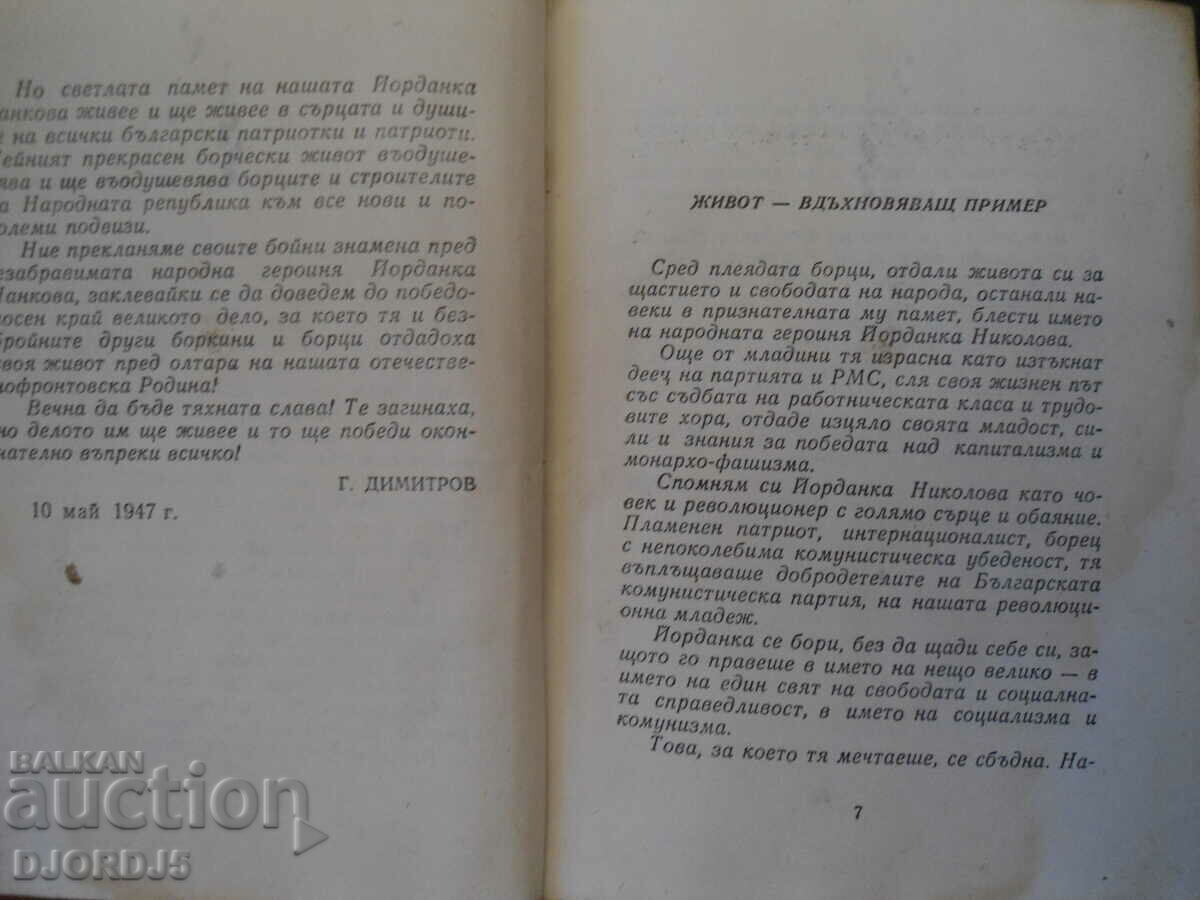 Но светлата памет на нашата Йорданка
анкова живее и ще живее в сърцата и души-
е на всички български патриотки и патриоти.
ейният прекрасен борчески живот въодуше-
ява и ще въодушевява борците и строителите
а Народната република към все нови и по-
олеми подвизи.
Ние прекланяме своите бойни знамена пред
езабравимата народна героиня Йорданка
Чанкова, заклевайки се да доведем до победо-
носен край великото дело, за което тя и без-
бройните други боркини и борци отдадоха
своя живот пред олтара на нашата отечестве-
нофронтовска Родина!
Вечна да бъде тяхната слава! Те загинаха,
но делото им ще живее и то ще победи окон-
чателно въпреки всичко!
Г. ДИМИТРОВ
10 май 1947 г.
ЖИВОТ — ВДЪХНОВЯВАЩ ПРИМЕР
Сред плеядата борци, отдали живота си за
щастието и свободата на народа, останали на-
веки в признателната му памет, блести името
на народната героиня Йорданка Николова.
Още от младини тя израсна като изтъкнат
деец на партията и РМС, сля своя жизнен път
със съдбата на работническата класа и трудо-
вите хора, отдаде изцяло своята младост, си-
ли и знания за победата над капитализма и
монархо-фашизма.
Спомням си Йорданка Николова като чо-
век и революционер с голямо сърце и обаяние.
Пламенен патриот, интернационалист, борец
с непоколебима комунистическа убеденост, тя
въплъщаваше добродетелите на Българската
комунистическа партия, на нашата революци-
онна младеж.
Йорданка се бори, без да щади себе си, за-
щото го правеше в името на нещо велико — в
името на един свят на свободата и социална-
та справедливост, в името на социализма и
комунизма.
Това, за което тя мечтаеше, се сбъдна. На-
7
BALKAN
auction
DJORDJ5